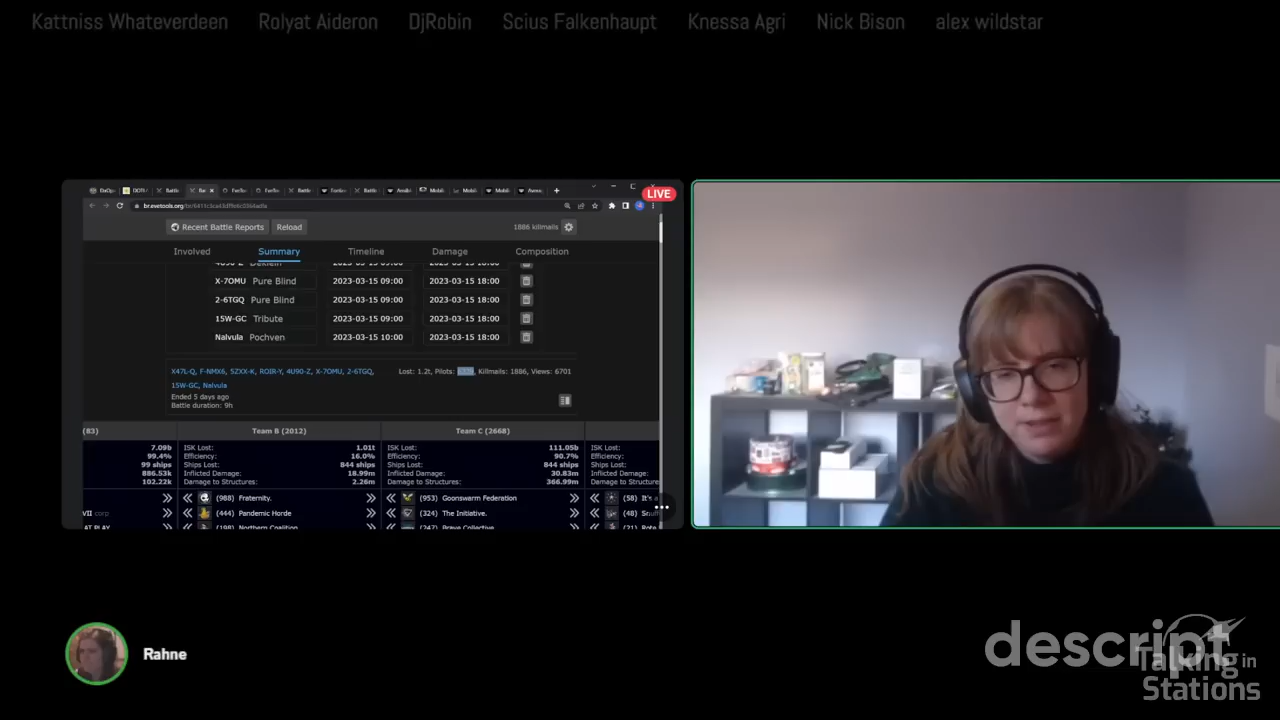 Kattniss Whateverdeen Rolyat Aideron DjRobin Scius Falkenhaupt Knessa Agri Nick Bison alex wildstar
LIVE
Recent Battle Reports Reload 1886 killmails
Involved Summary Timeline Damage Composition
X-7OMU Pure Blind 2023-03-15 09:00 2023-03-15 18:00
2-6TGQ Pure Blind 2023-03-15 09:00 2023-03-15 18:00
15W-GC Tribute 2023-03-15 09:00 2023-03-15 18:00
Nalvula Pochven 2023-03-15 10:00 2023-03-15 18:00
X47L-Q, F-NMX6, 5ZXX-K, ROIR-Y, 4U90-Z, X-7OMU, 2-6TGQ, Lost: 1.2t, Pilots: Killmails: 1886, Views: 6701
15W-GC, Nalvula
Ended 5 days ago
Battle duration: 9h
(83) Team B (2012) Team C (2668)
7.09b ISK Lost: 1.01t ISK Lost: 111.05b ISK Lost:
99.4% Efficiency: 16.0% Efficiency: 90.7% Efficiency:
99 ships Ships Lost: 844 ships Ships Lost: 844 ships Ships Lost:
886.53k Inflicted Damage: 18.99m Inflicted Damage: 30.83m Inflicted Damage:
102.22k Damage to Structures: 2.26m Damage to Structures: 366.99m Damage to Structure
(988) Fraternity. (953) Goonswarm Federation (58) It's
VII corp (444) Pandemic Horde (324) The Initiative. (48)
AT PLAY (198) Northern Coalition (247) Brave Collective (21)
Rahne
descript
Talking in
Stations